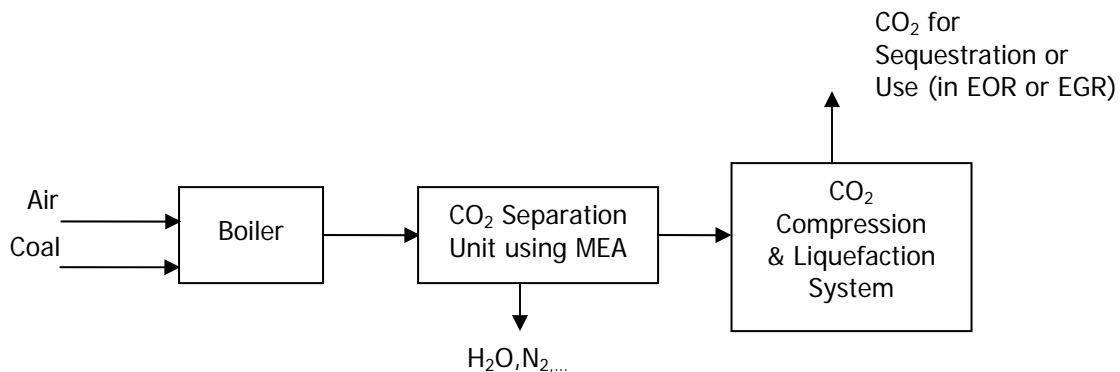 CO₂ for
Sequestration or
Use (in EOR or EGR)
Air
Coal
Boiler
CO₂ Separation
Unit using MEA
CO₂
Compression
& Liquefaction
System
H₂O,N₂,...